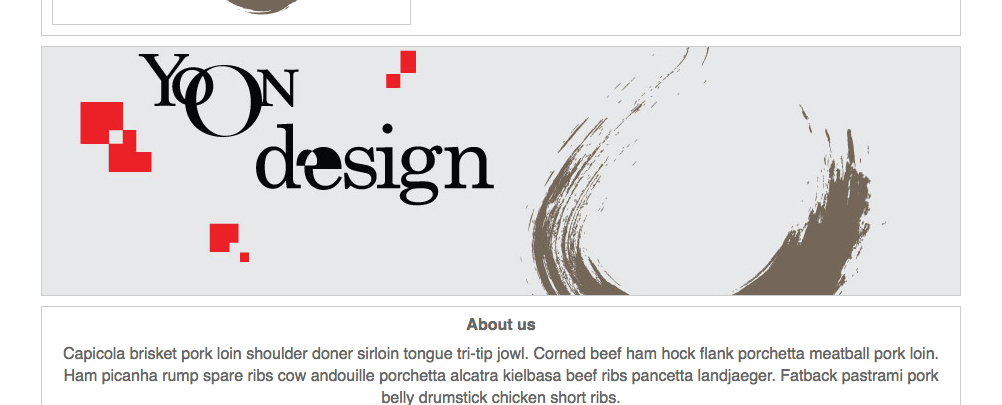 YOON
design
About us
Capicola brisket pork loin shoulder doner sirloin tongue tri-tip jowl. Corned beef ham hock flank porchetta meatball pork loin.
Ham picanha rump spare ribs cow andouille porchetta alcatra kielbasa beef ribs pancetta landjaeger. Fatback pastrami pork
belly drumstick chicken short ribs.